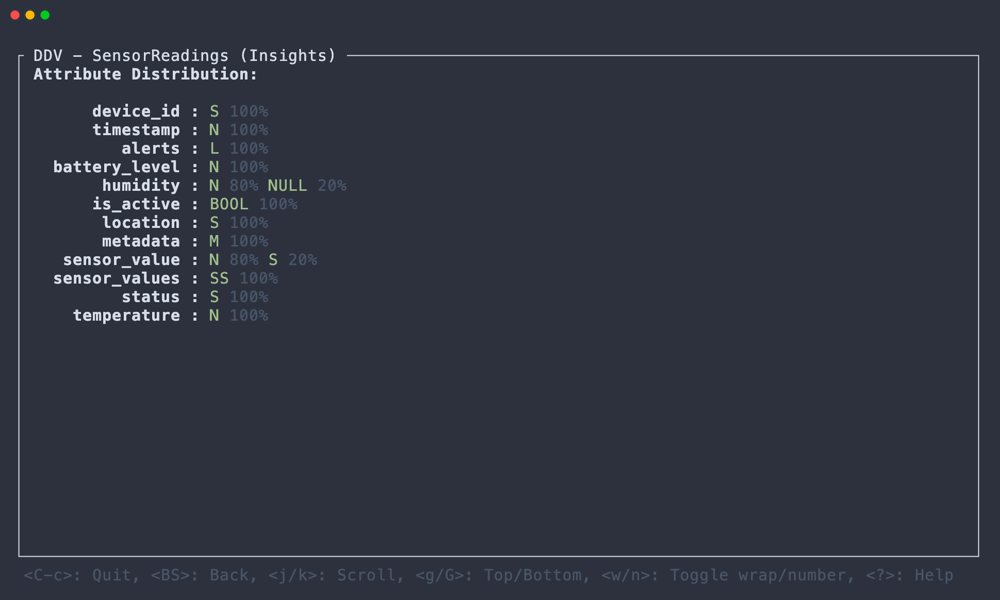 DDV – SensorReadings (Insights)
Attribute Distribution:
device_id : S 100%
timestamp : N 100%
alerts : L 100%
battery_level : N 100%
humidity : N 80% NULL 20%
is_active : BOOL 100%
location : S 100%
metadata : M 100%
sensor_value : N 80% S 20%
sensor_values : SS 100%
status : S 100%
temperature : N 100%
<C-c>: Quit, <BS>: Back, <j/k>: Scroll, <g/G>: Top/Bottom, <w/n>: Toggle wrap/number, <?>: Help